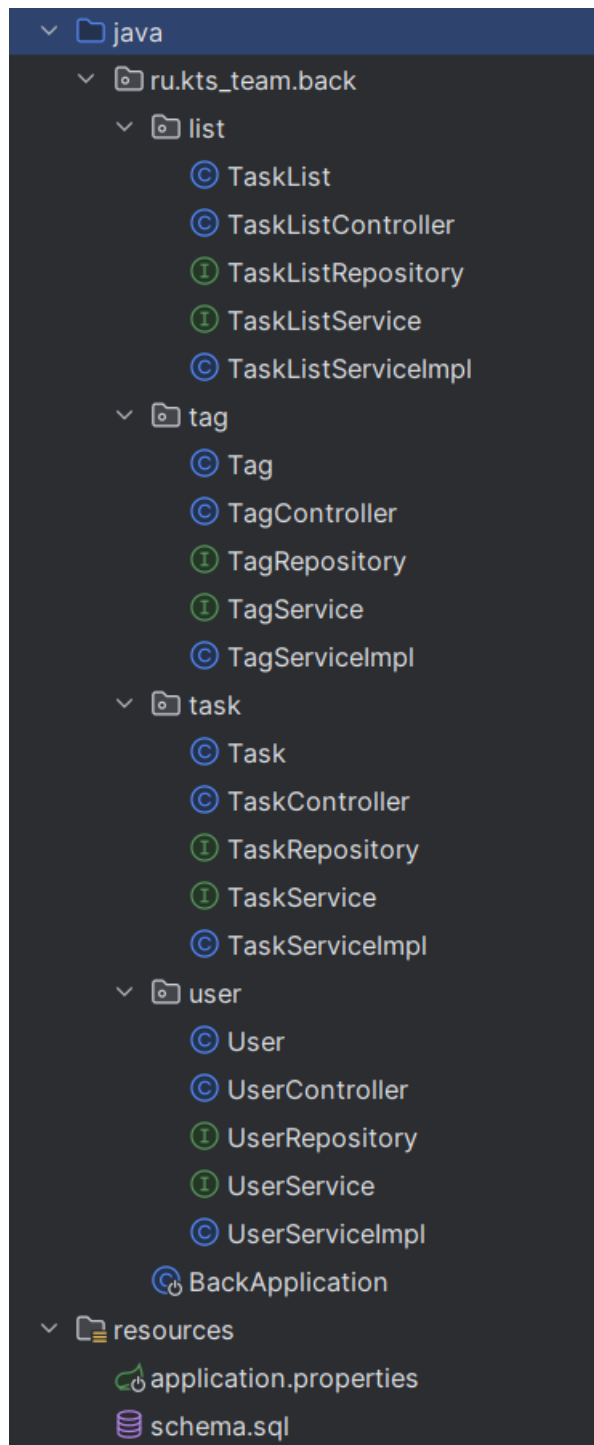 java
ru.kts_team.back
list
TaskList
TaskListController
TaskListRepository
TaskListService
TaskListServiceImpl
tag
Tag
TagController
TagRepository
TagService
TagServiceImpl
task
Task
TaskController
TaskRepository
TaskService
TaskServiceImpl
user
User
UserController
UserRepository
UserService
UserServiceImpl
BackApplication
resources
application.properties
schema.sql